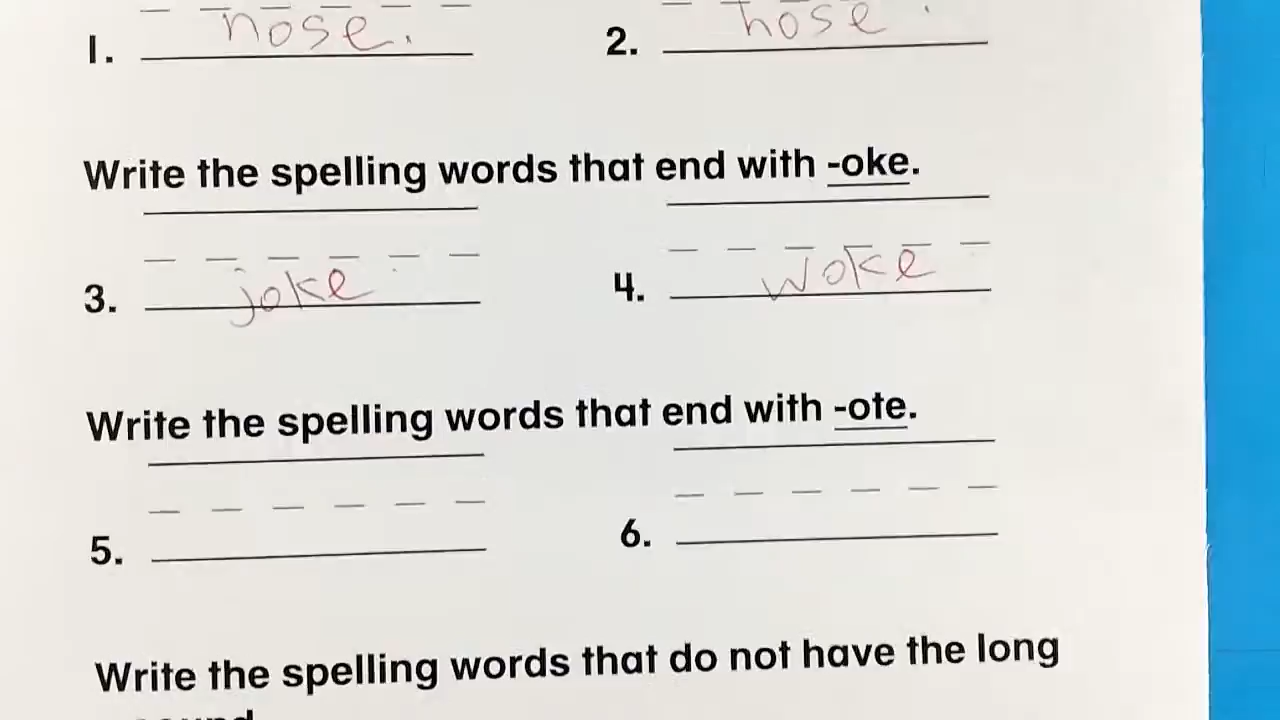 1. nose. 2. hose
Write the spelling words that end with -oke.
3. joke 4. woke
Write the spelling words that end with -ote.
5. 6.
Write the spelling words that do not have the long